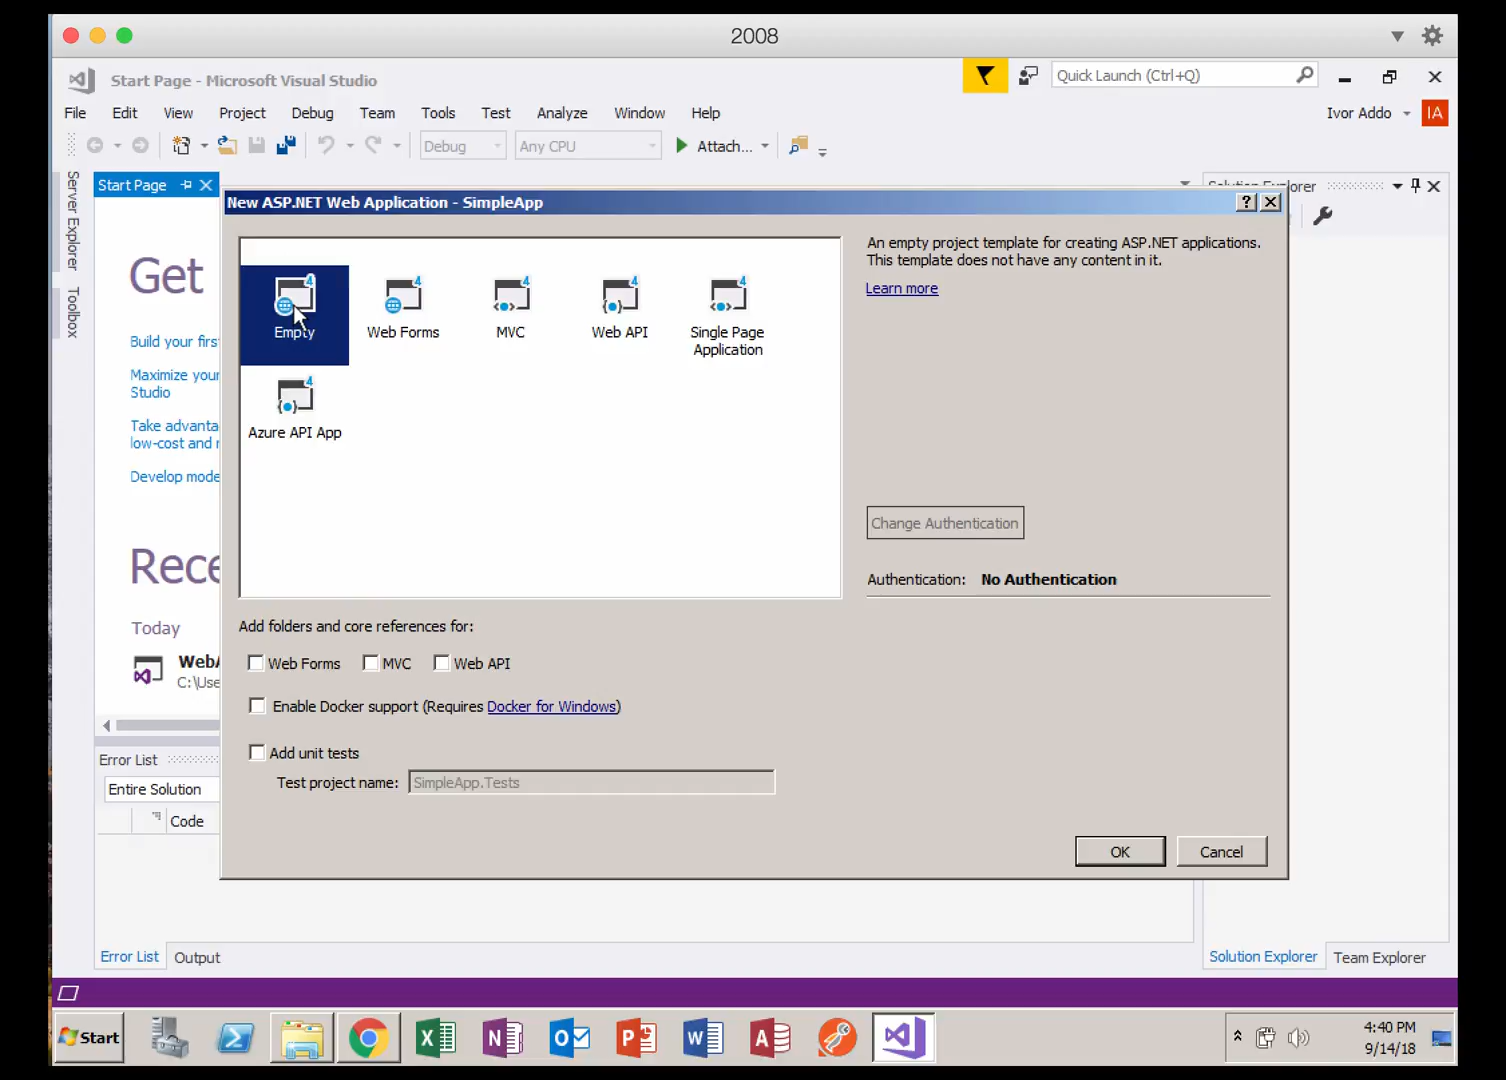 2008
Start Page - Microsoft Visual Studio
Quick Launch (Ctrl+Q)
File Edit View Project Debug Team Tools Test Analyze Window Help
Ivor Addo
IA
Debug
Any CPU
Attach...
Server Explorer
Toolbox
Start Page
Solution Explorer
New ASP.NET Web Application - SimpleApp
Get
Build your firs
Maximize your
Studio
Take advanta
low-cost and r
Develop mode
Rece
Today
WebA
C:\Use
Empty
Web Forms
MVC
Web API
Single Page
Application
Azure API App
An empty project template for creating ASP.NET applications.
This template does not have any content in it.
Learn more
Change Authentication
Authentication: No Authentication
Add folders and core references for:
Web Forms MVC Web API
Enable Docker support (Requires Docker for Windows)
Add unit tests
Test project name: SimpleApp.Tests
OK
Cancel
Error List
Entire Solution
Code
Error List Output
Solution Explorer Team Explorer
Start
4:40 PM
9/14/18